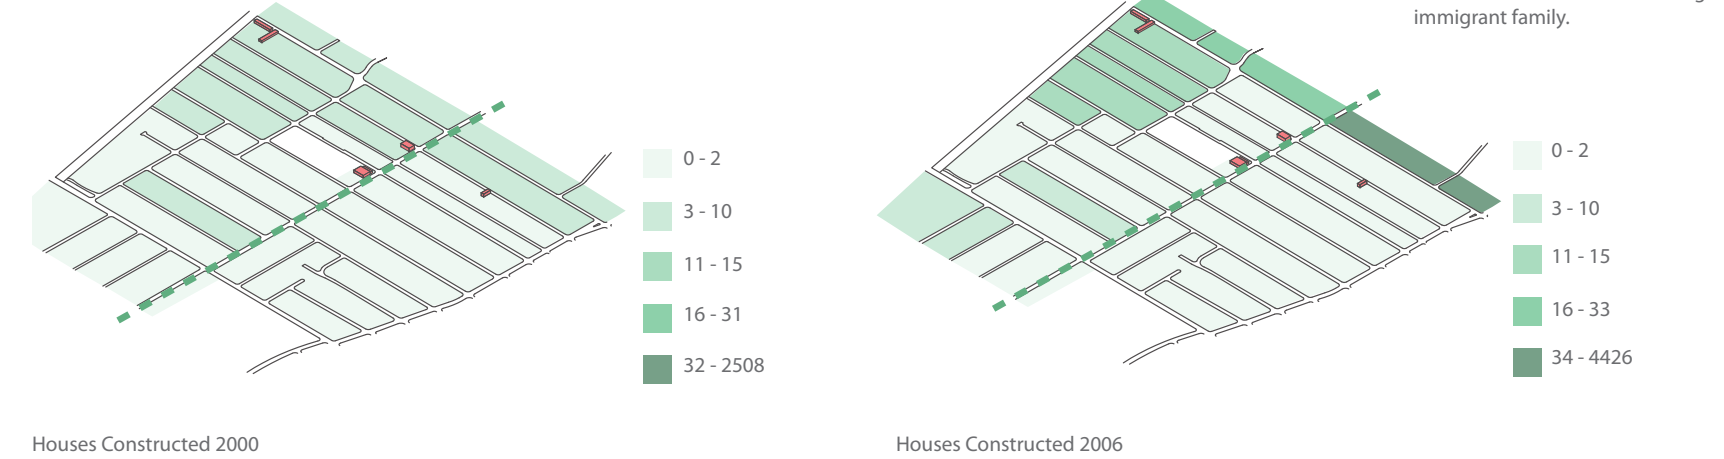 immigrant family.
0 - 2
3 - 10
11 - 15
16 - 31
32 - 2508
Houses Constructed 2000
0 - 2
3 - 10
11 - 15
16 - 33
34 - 4426
Houses Constructed 2006